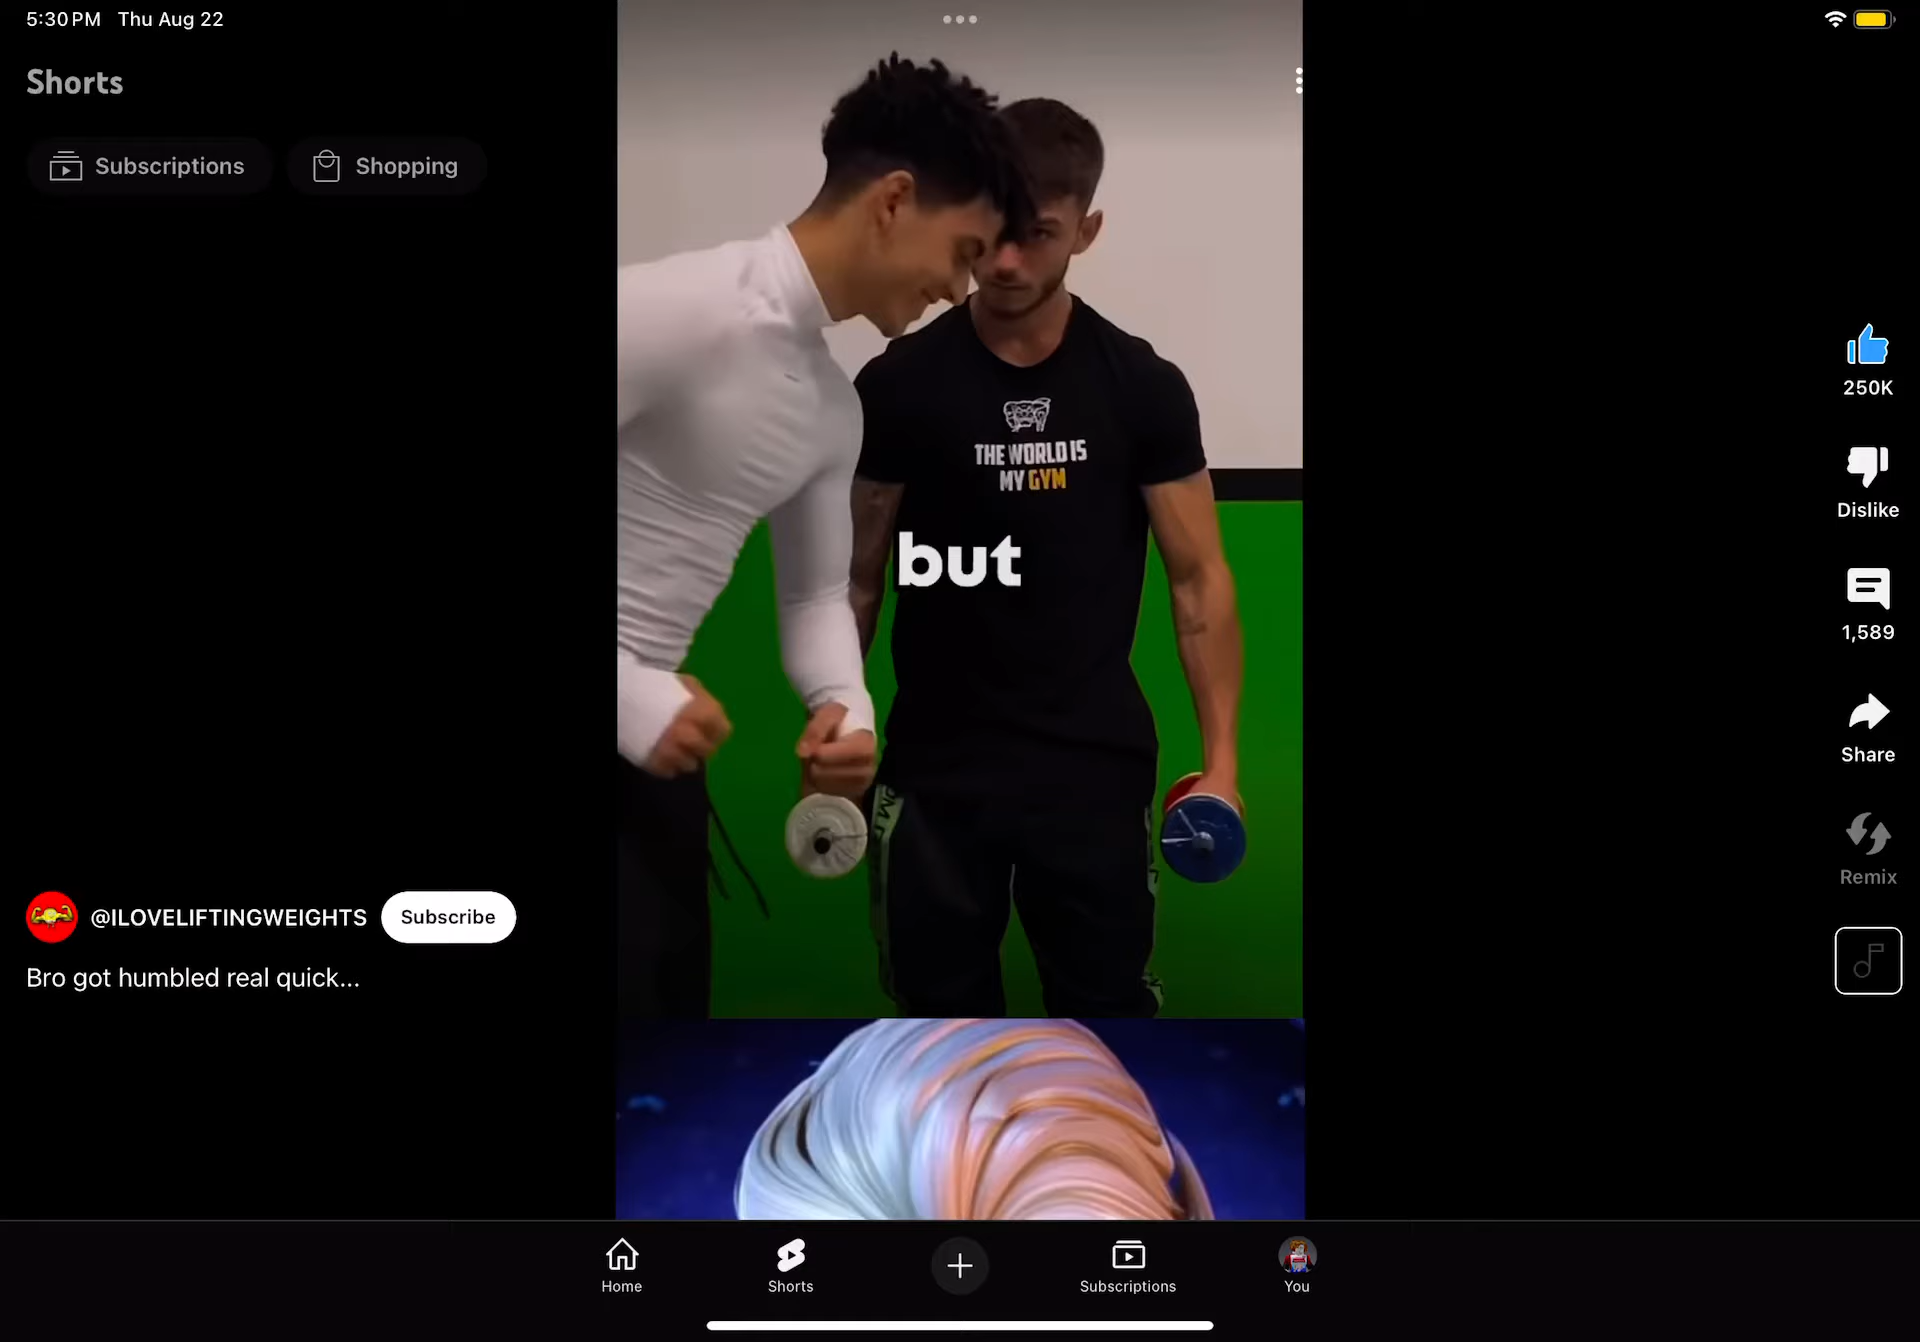 5:30 PM Thu Aug 22
Shorts
Subscriptions
Shopping
THE WORLD IS
MY GYM
but
250K
Dislike
1,589
Share
Remix
@ILOVELIFTINGWEIGHTS
Subscribe
Bro got humbled real quick...
Home
Shorts
Subscriptions
You